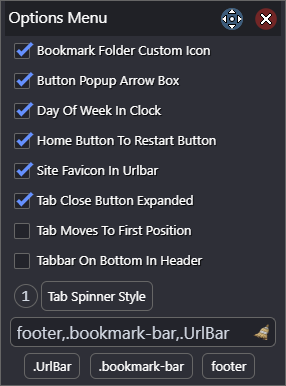 Options Menu
Bookmark Folder Custom Icon
Button Popup Arrow Box
Day Of Week In Clock
Home Button To Restart Button
Site Favicon In Urlbar
Tab Close Button Expanded
Tab Moves To First Position
Tabbar On Bottom In Header
1 Tab Spinner Style
footer,.bookmark-bar,.UrlBar
.UrlBar .bookmark-bar footer